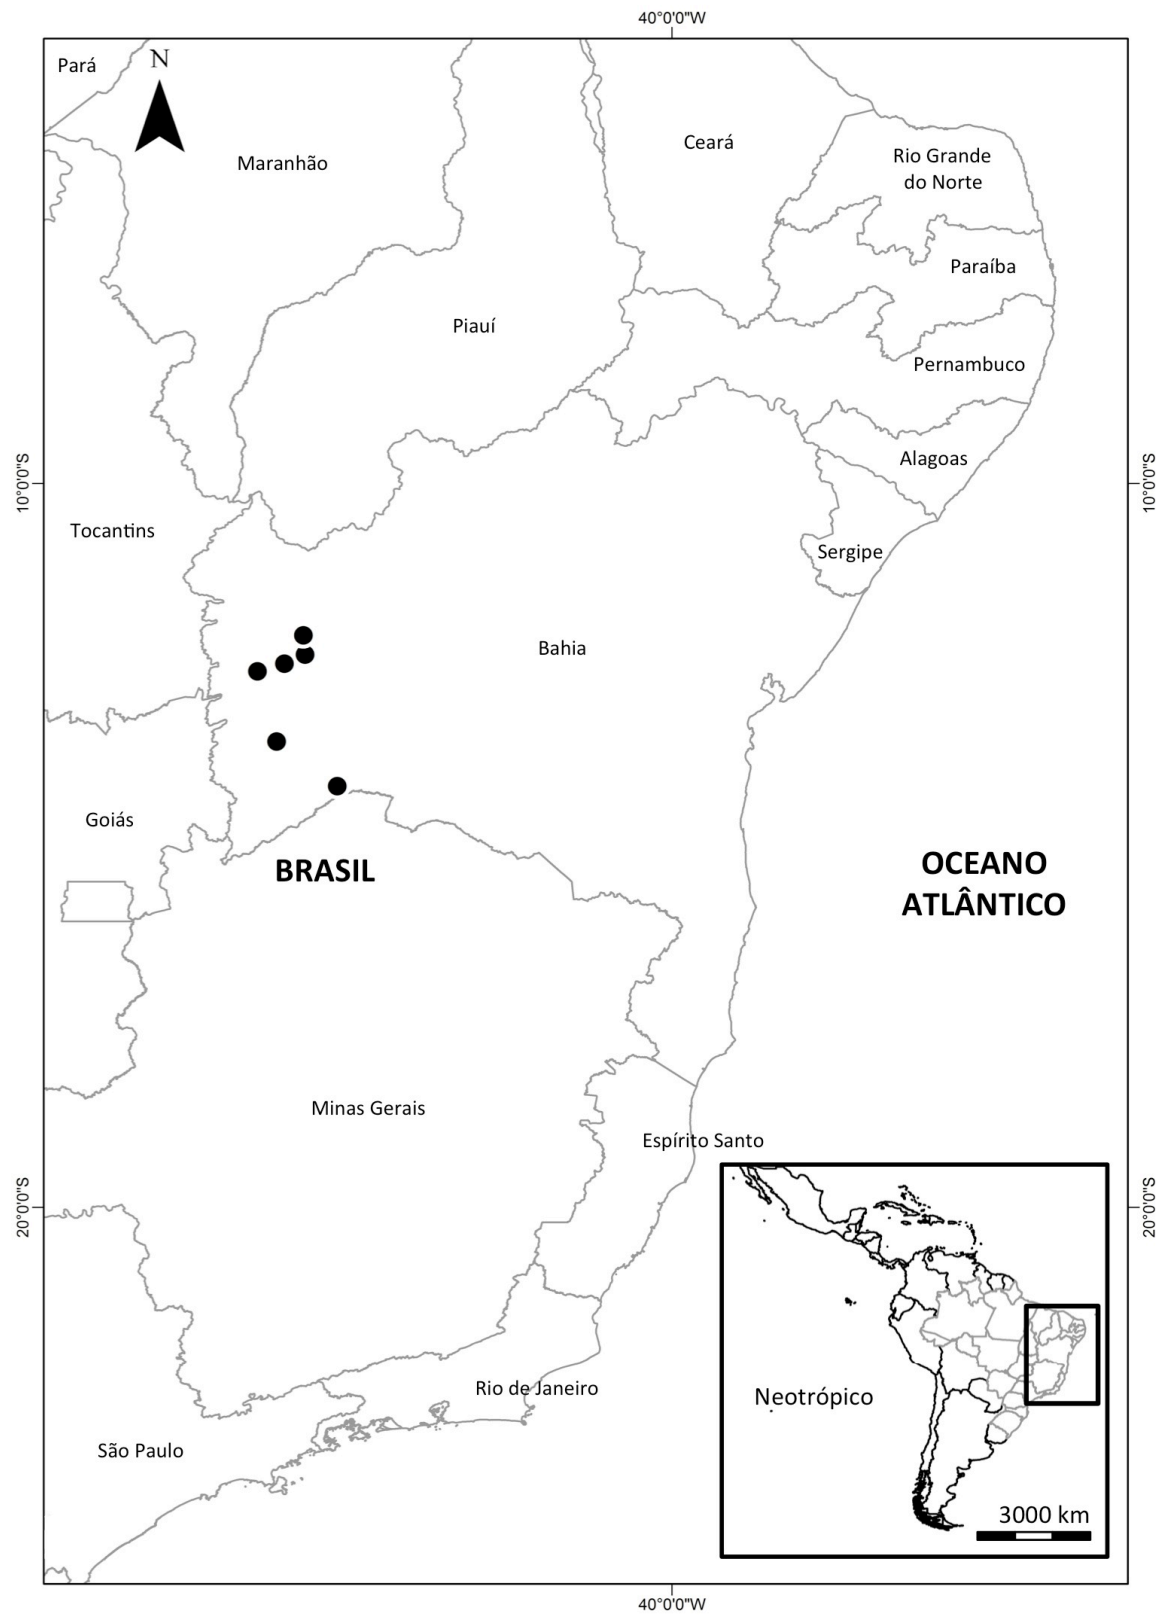 40°0'0"W
Pará
N
Maranhão
Ceará
Rio Grande
do Norte
Paraíba
Piauí
Pernambuco
Alagoas
10°0'0"S
10°0'0"S
Tocantins
Sergipe
Bahia
Goiás
BRASIL
OCEANO
ATLÂNTICO
Minas Gerais
Espírito Santo
20°0'0"S
20°0'0"S
Rio de Janeiro
Neotrópico
São Paulo
3000 km
40°0'0"W